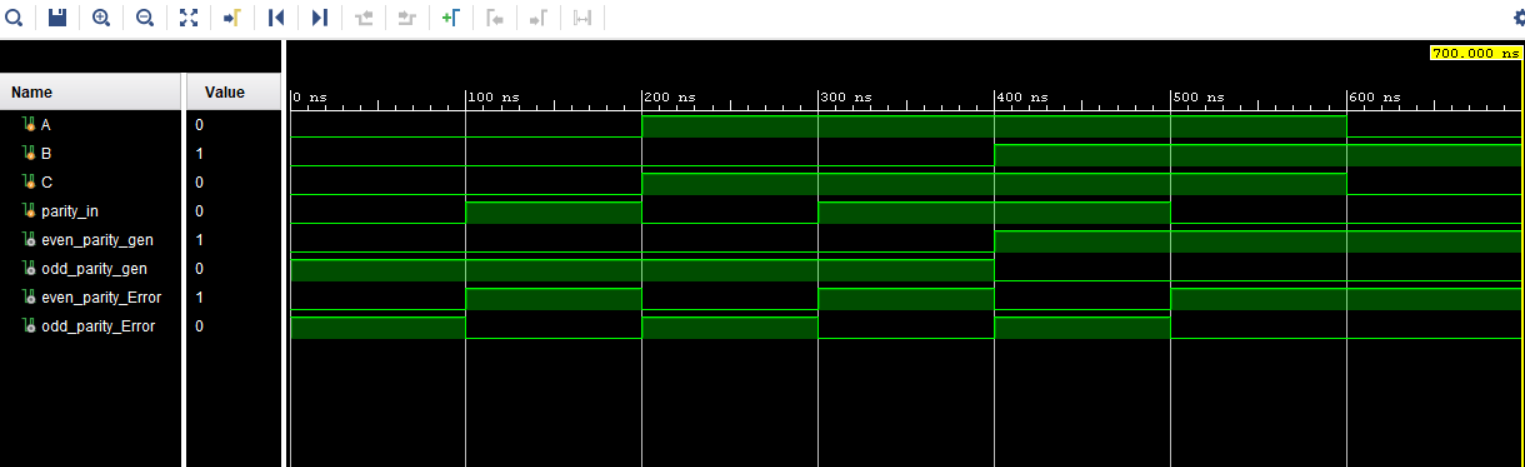 700.000 ns
Name Value
0 ns 100 ns 200 ns 300 ns 400 ns 500 ns 600 ns
A 0
B 1
C 0
parity_in 0
even_parity_gen 1
odd_parity_gen 0
even_parity_Error 1
odd_parity_Error 0